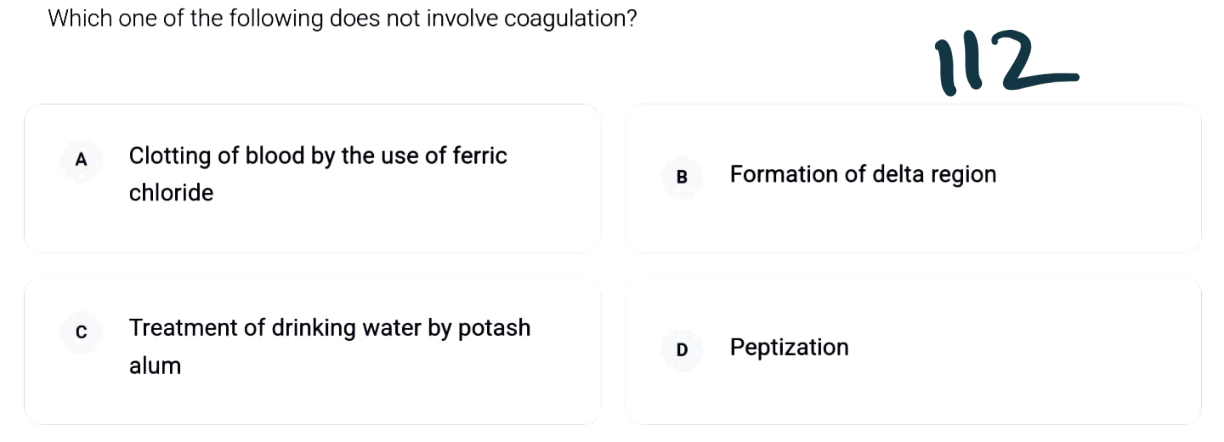 Which one of the following does not involve coagulation?
112
A Clotting of blood by the use of ferric
chloride
B Formation of delta region
C Treatment of drinking water by potash
alum
D Peptization